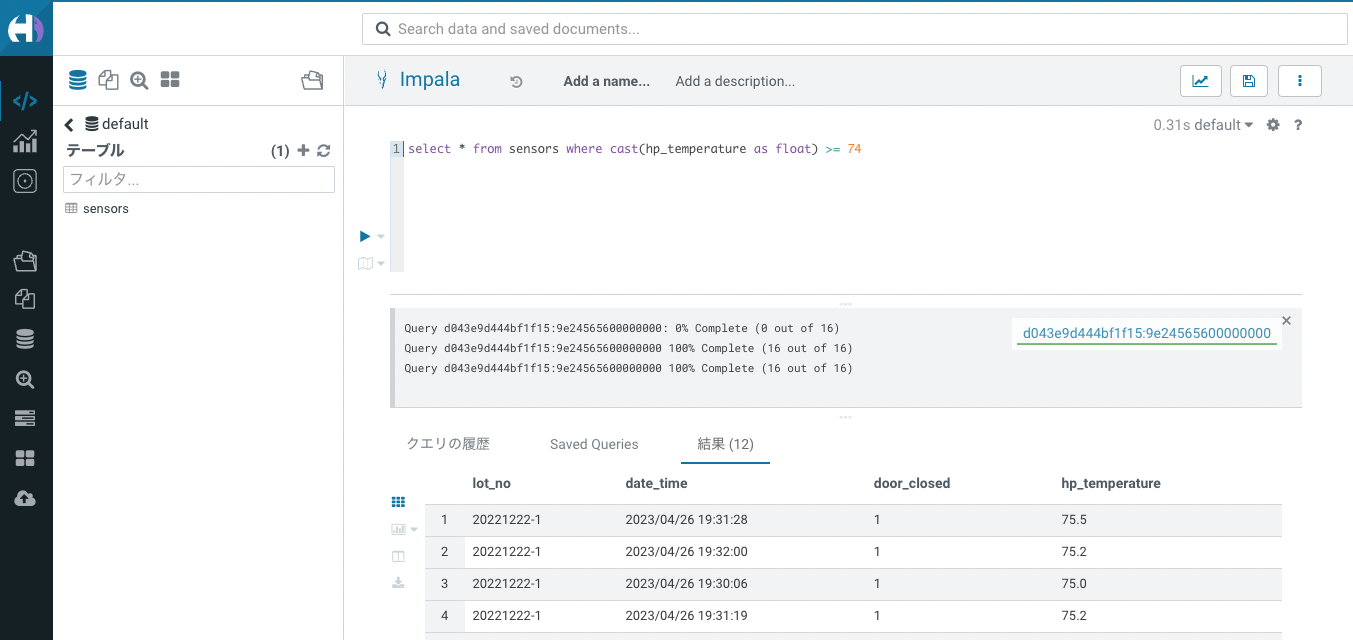 Search data and saved documents...
Impala
Add a name...
Add a description...
default
テーブル (1)
フィルタ...
sensors
0.31s default
1 select * from sensors where cast(hp_temperature as float) >= 74
Query d043e9d444bf1f15:9e24565600000000: 0% Complete (0 out of 16)
Query d043e9d444bf1f15:9e24565600000000 100% Complete (16 out of 16)
Query d043e9d444bf1f15:9e24565600000000 100% Complete (16 out of 16)
d043e9d444bf1f15:9e24565600000000
クエリの履歴 Saved Queries 結果 (12)
lot_no date_time door_closed hp_temperature
1 20221222-1 2023/04/26 19:31:28 1 75.5
2 20221222-1 2023/04/26 19:32:00 1 75.2
3 20221222-1 2023/04/26 19:30:06 1 75.0
4 20221222-1 2023/04/26 19:31:19 1 75.2